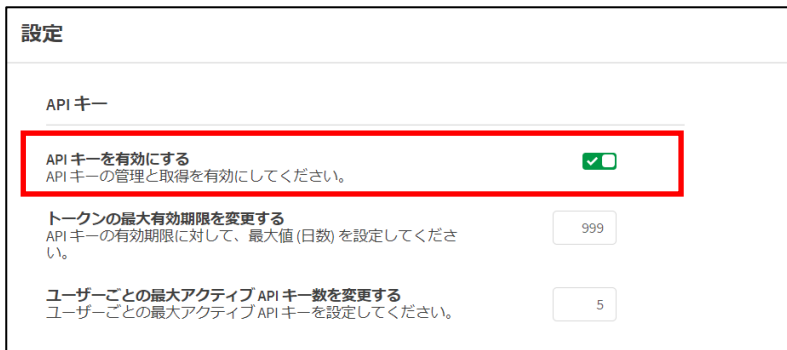 設定
API キー
API キーを有効にする
API キーの管理と取得を有効にしてください。
トークンの最大有効期限を変更する
API キーの有効期限に対して、最大値 (日数) を設定してくださ
い。
999
ユーザーごとの最大アクティブ API キー数を変更する
ユーザーごとの最大アクティブ API キーを設定してください。
5